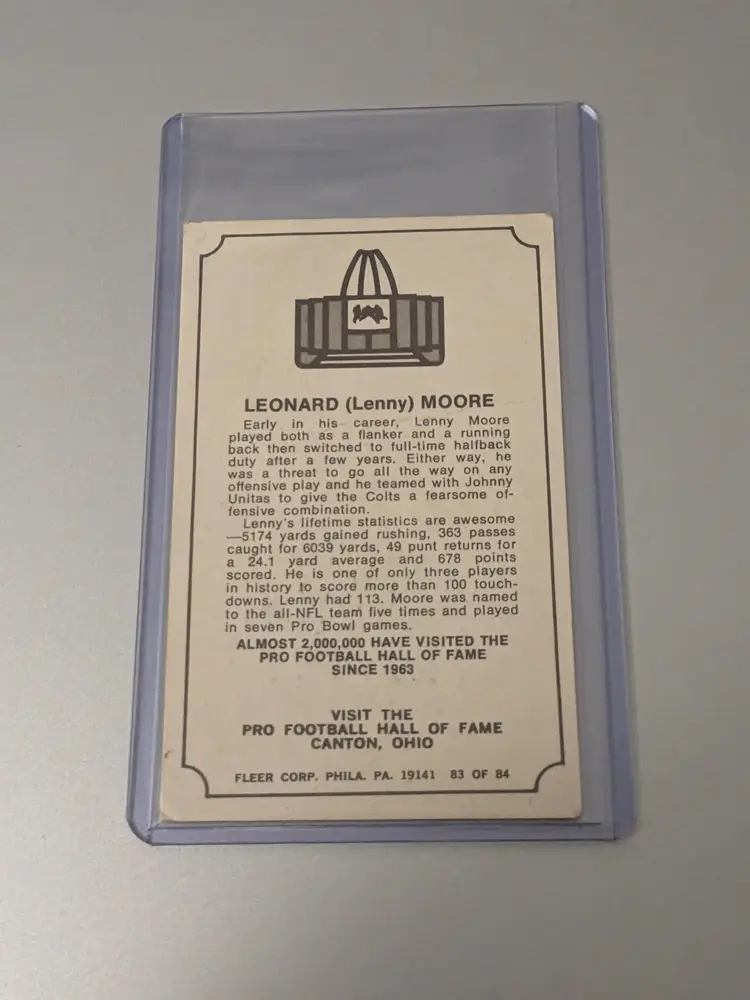 LEONARD (Lenny) MOORE
Early in his career, Lenny Moore
played both as a flanker and a running
back then switched to full-time halfback
duty after a few years. Either way, he
was a threat to go all the way on any
offensive play and he teamed with Johnny
Unitas to give the Colts a fearsome of-
fensive combination.
Lenny's lifetime statistics are awesome
—5174 yards gained rushing, 363 passes
caught for 6039 yards, 49 punt returns for
a 24.1 yard average and 678 points
scored. He is one of only three players
in history to score more than 100 touch-
downs. Lenny had 113. Moore was named
to the all-NFL team five times and played
in seven Pro Bowl games.
ALMOST 2,000,000 HAVE VISITED THE
PRO FOOTBALL HALL OF FAME
SINCE 1963
VISIT THE
PRO FOOTBALL HALL OF FAME
CANTON, OHIO
FLEER CORP. PHILA. PA. 19141 83 OF 84